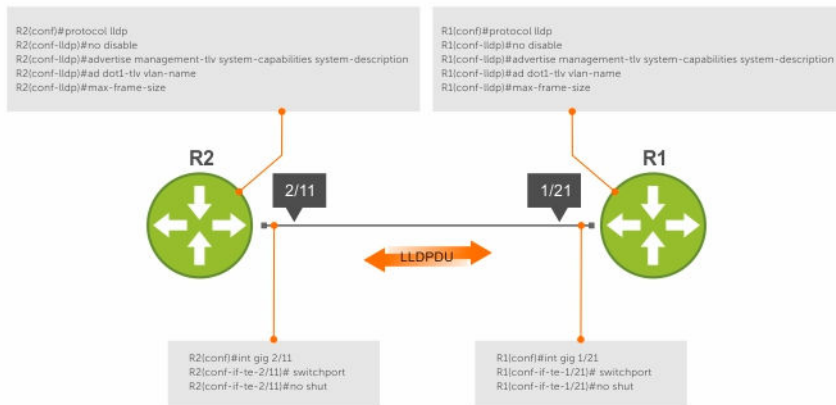 R2(conf)#protocol lldp
R2(conf-lldp)#no disable
R2(conf-lldp)#advertise management-tlv system-capabilities system-description
R2(conf-lldp)#ad dot1-tlv vlan-name
R2(conf-lldp)#max-frame-size
R1(conf)#protocol lldp
R1(conf-lldp)#no disable
R1(conf-lldp)#advertise management-tlv system-capabilities system-description
R1(conf-lldp)#ad dot1-tlv vlan-name
R1(conf-lldp)#max-frame-size
R2
R1
2/11
1/21
LLDPDU
R2(conf)#int gig 2/11
R2(conf-if-te-2/11)# switchport
R2(conf-if-te-2/11)#no shut
R1(conf)#int gig 1/21
R1(conf-if-te-1/21)# switchport
R1(conf-if-te-1/21)#no shut